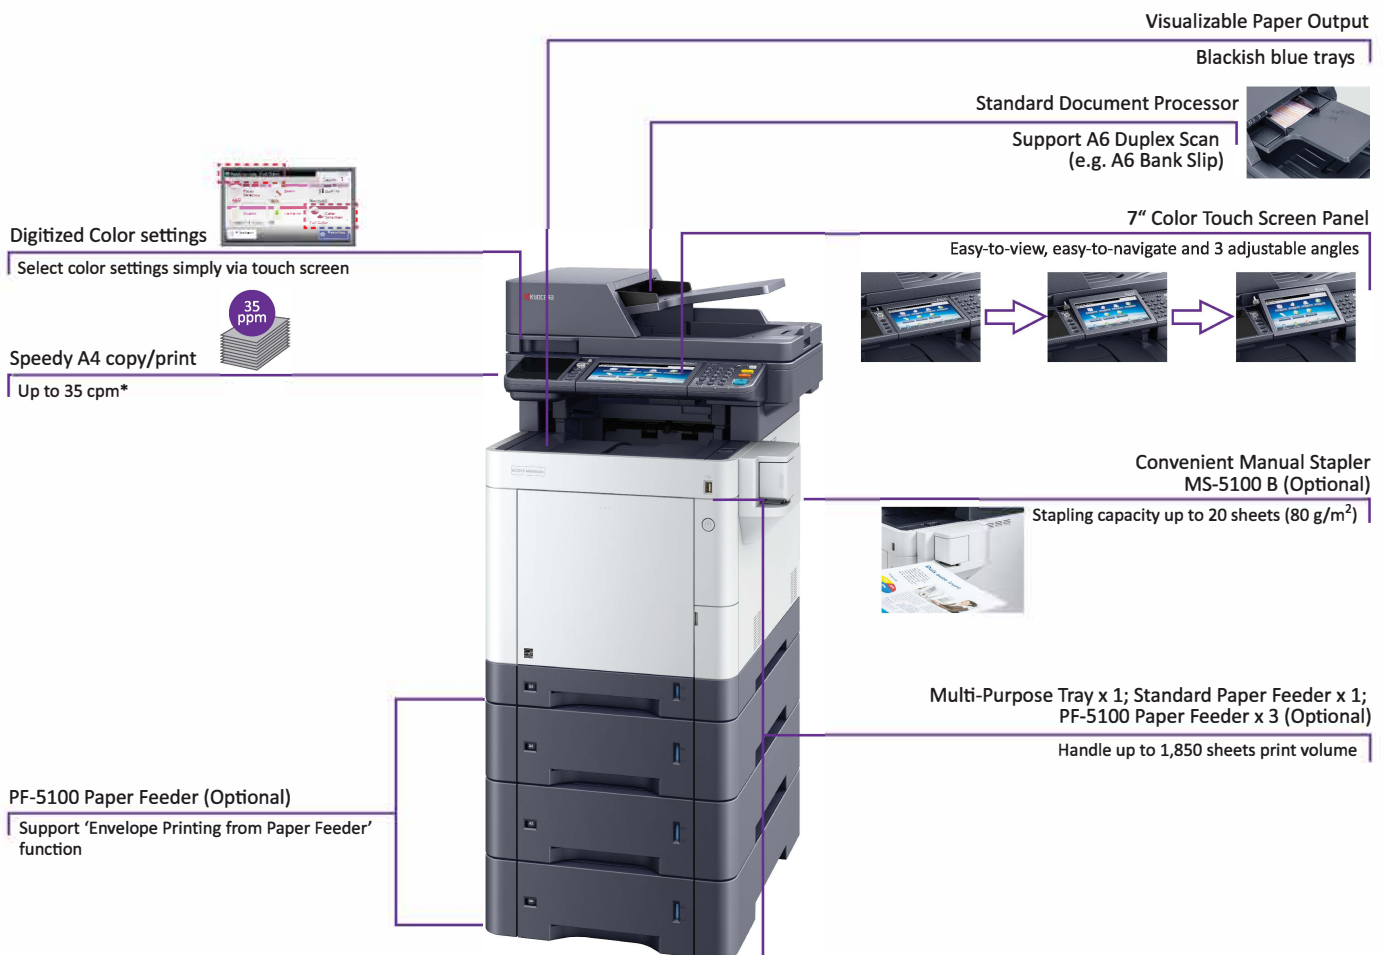 Visualizable Paper Output
Blackish blue trays
Standard Document Processor
Support A6 Duplex Scan
(e.g. A6 Bank Slip)
7“ Color Touch Screen Panel
Easy-to-view, easy-to-navigate and 3 adjustable angles
Digitized Color settings
Select color settings simply via touch screen
35
ppm
Speedy A4 copy/print
Up to 35 cpm*
KYOCERA
Convenient Manual Stapler
MS-5100 B (Optional)
Stapling capacity up to 20 sheets (80 g/m²)
Multi-Purpose Tray x 1; Standard Paper Feeder x 1;
PF-5100 Paper Feeder x 3 (Optional)
Handle up to 1,850 sheets print volume
PF-5100 Paper Feeder (Optional)
Support ‘Envelope Printing from Paper Feeder’
function